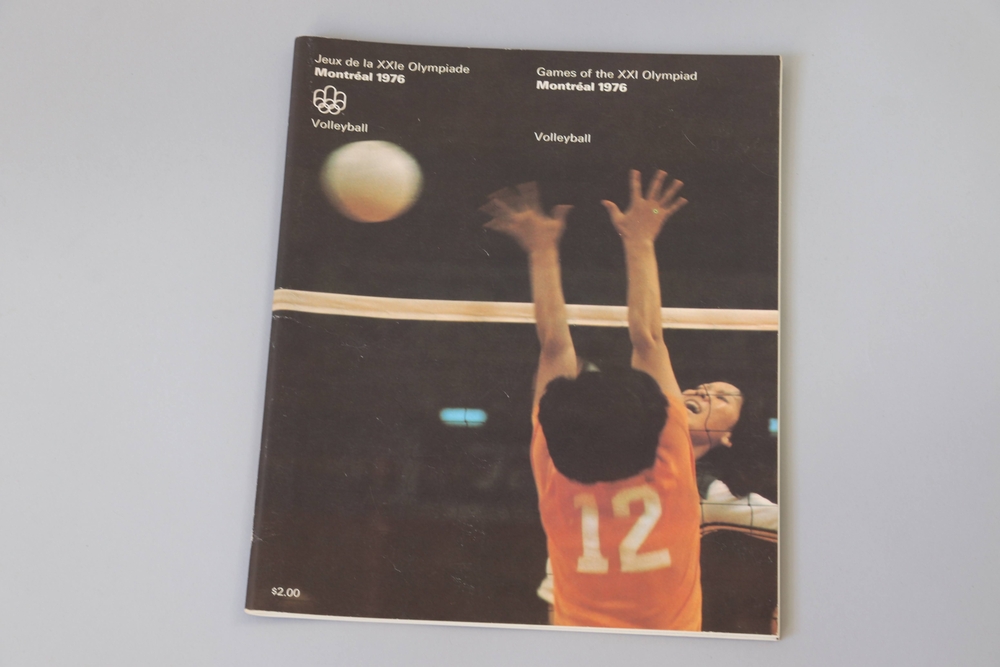 Jeux de la XXIe Olympiade
Montréal 1976
Volleyball
Games of the XXI Olympiad
Montréal 1976
Volleyball
12
$2.00